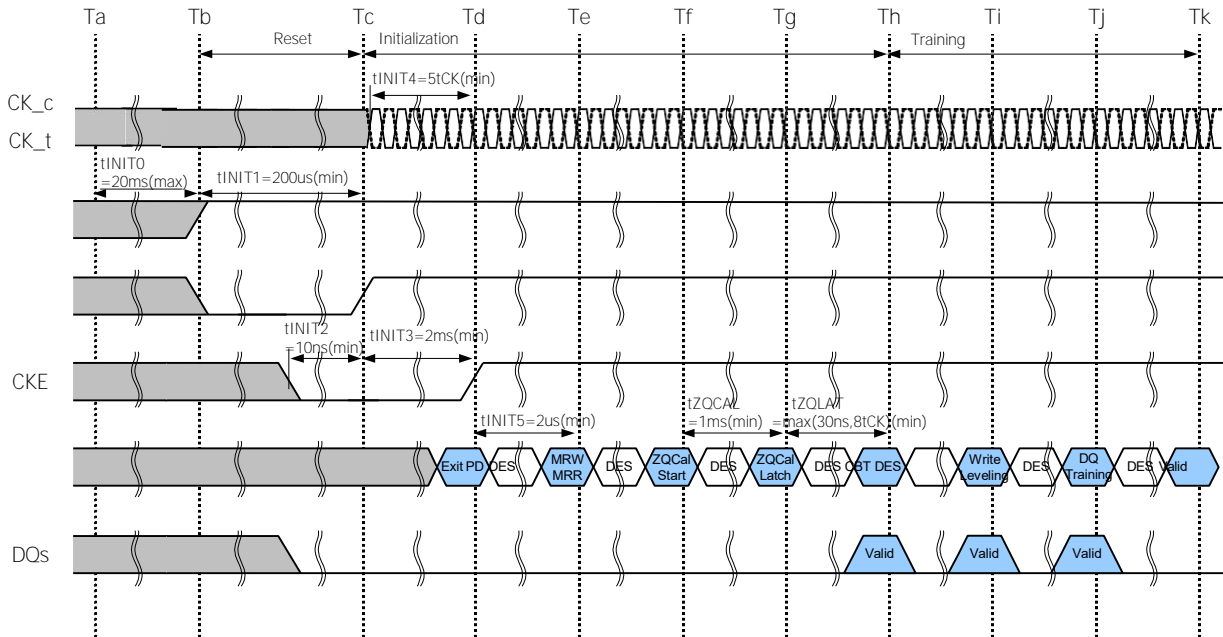 Ta Tb Tc Td Te Tf Tg Th Ti Tj Tk
Reset Initialization Training
tINIT4=5tCK(min)
CK_c
CK_t
tINIT0
=20ms(max)
tINIT1=200us(min)
tINIT2
=10ns(min)
tINIT3=2ms(min)
CKE
tINIT5=2us(min)
tZQCAL
=1ms(min)
tZQLAT
=max(30ns,8tCK)(min)
Exit PD DES MRW DES ZQCal DES ZQCal DES CBT DES Write DES DQ DES Valid
MRR Start Latch Leveling Training
DQs
Valid Valid Valid